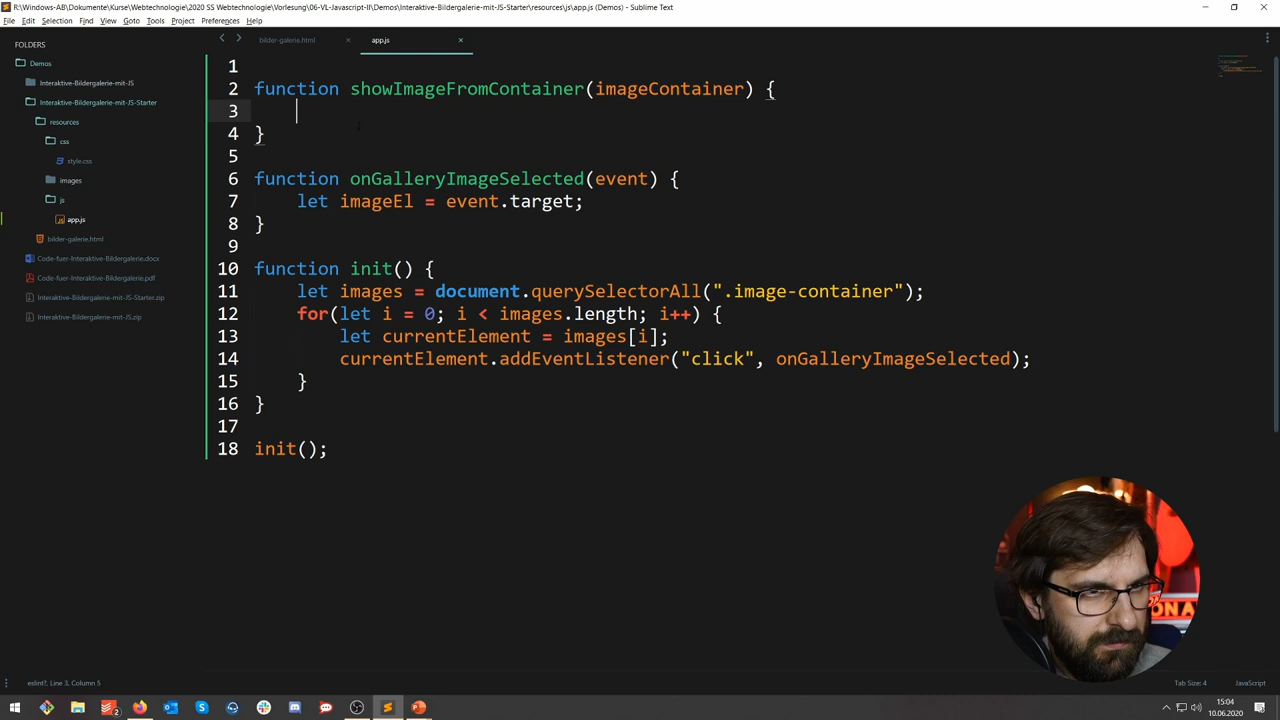 R:\Windows-AB\Dokumente\Kurse\Webtechnologie\2020 SS Webtechnologie\Vorlesung\06-VL-Javascript-II\Demos\Interaktive-Bildergalerie-mit-JS-Starter\resources\js\app.js (Demos) - Sublime Text
File Edit Selection Find View Goto Tools Project Preferences Help
FOLDERS
Demos
Interaktive-Bildergalerie-mit-JS
Interaktive-Bildergalerie-mit-JS-Starter
resources
css
style.css
images
js
app.js
bilder-galerie.html
Code-fuer-Interaktive-Bildergalerie.docx
Code-fuer-Interaktive-Bildergalerie.pdf
Interaktive-Bildergalerie-mit-JS-Starter.zip
Interaktive-Bildergalerie-mit-JS.zip
bilder-galerie.html × app.js ×
1
2 function showImageFromContainer(imageContainer) {
3
4 }
5
6 function onGalleryImageSelected(event) {
7 let imageEl = event.target;
8 }
9
10 function init() {
11 let images = document.querySelectorAll(".image-container");
12 for(let i = 0; i < images.length; i++) {
13 let currentElement = images[i];
14 currentElement.addEventListener("click", onGalleryImageSelected);
15 }
16 }
17
18 init();
ON A
eslint?, Line 3, Column 5
Tab Size: 4 JavaScript
2
15:04
10.06.2020